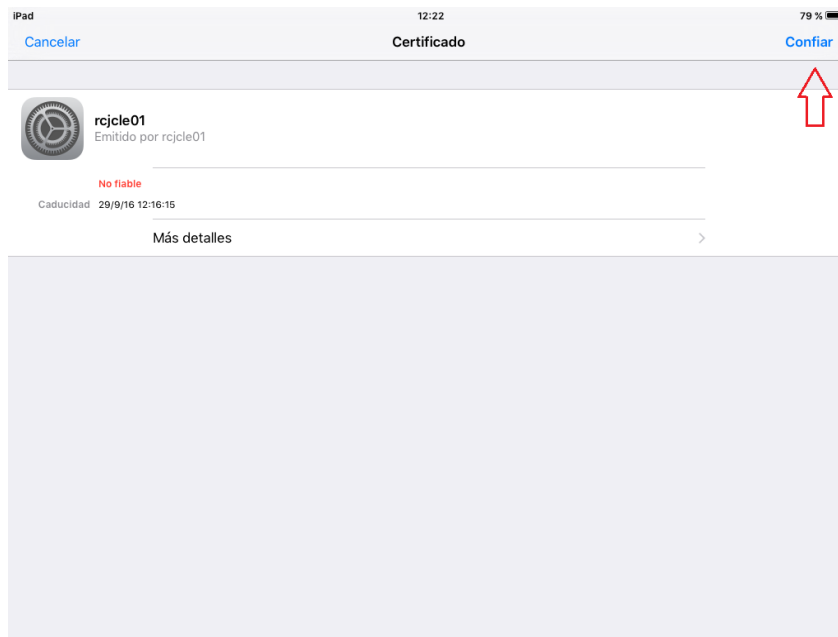 iPad 12:22 79 %
Cancelar Certificado Confiar
rcjcle01
Emitido por rcjcle01
No fiable
Caducidad 29/9/16 12:16:15
Más detalles